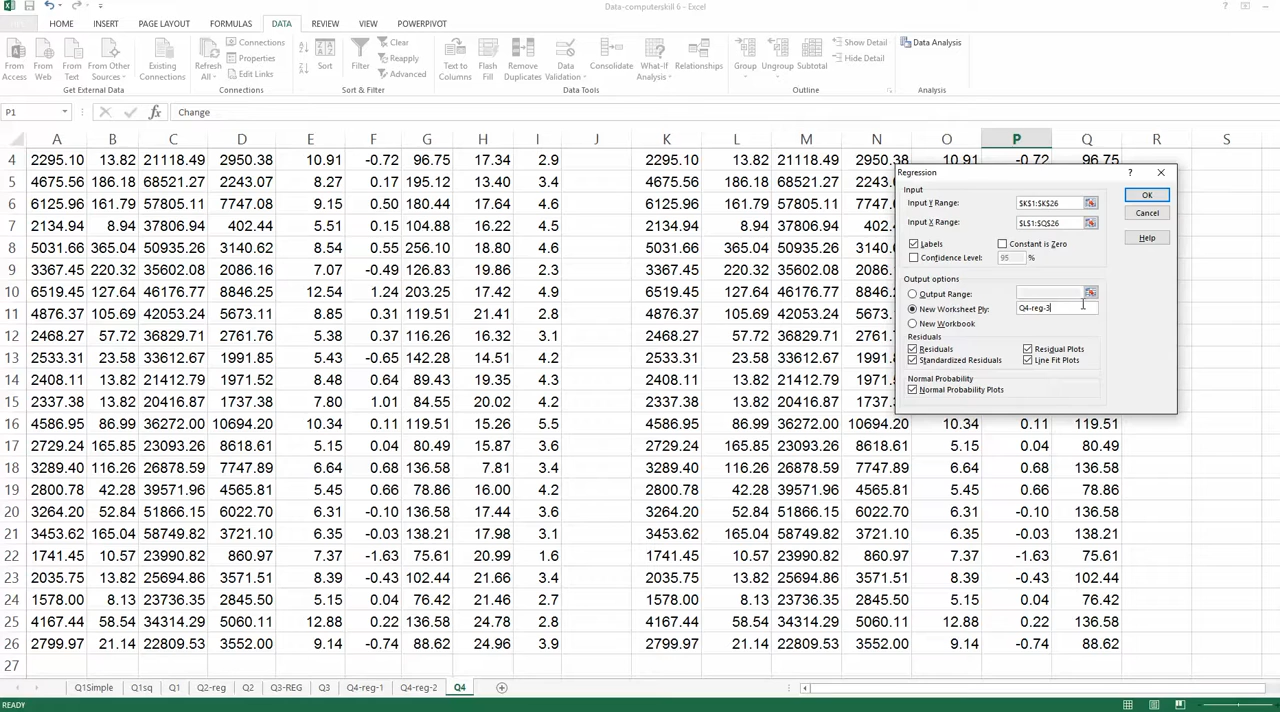 Data-computerskill 6 - Excel
HOME INSERT PAGE LAYOUT FORMULAS DATA REVIEW VIEW POWERPIVOT
From Access
From Web
From Text
From Other Sources
Existing Connections
Get External Data
Refresh All
Connections
Properties
Edit Links
Connections
Sort
Filter
Clear
Reapply
Advanced
Sort & Filter
Text to Columns
Flash Fill
Remove Duplicates
Data Validation
Consolidate
What-If Analysis
Relationships
Data Tools
Group
Ungroup
Subtotal
Show Detail
Hide Detail
Outline
Data Analysis
Analysis
P1 fx Change
A B C D E F G H I J K L M N O P Q R S
4 2295.10 13.82 21118.49 2950.38 10.91 -0.72 96.75 17.34 2.9 2295.10 13.82 21118.49 2950.38 10.91 -0.72 96.75
5 4675.56 186.18 68521.27 2243.07 8.27 0.17 195.12 13.40 3.4 4675.56 186.18 68521.27 2243.0
6 6125.96 161.79 57805.11 7747.08 9.15 0.50 180.44 17.64 3.6 6125.96 161.79 57805.11 7747.0
7 2134.94 8.94 37806.94 402.44 5.51 0.15 104.88 16.22 4.5 2134.94 8.94 37806.94 402.4
8 5031.66 365.04 50935.26 3140.62 8.54 0.55 256.10 18.80 4.6 5031.66 365.04 50935.26 3140.6
9 3367.45 220.32 35602.08 2086.16 7.07 -0.49 126.83 19.86 2.3 3367.45 220.32 35602.08 2086.1
10 6519.45 127.64 46176.77 8846.25 12.54 1.24 203.25 17.42 4.9 6519.45 127.64 46176.77 8846.2
11 4876.37 105.69 42053.24 5673.11 8.85 0.31 119.51 21.41 3.1 4876.37 105.69 42053.24 5673.1
12 2468.27 57.72 36829.71 2761.76 5.38 0.37 116.26 16.32 3.1 2468.27 57.72 36829.71 2761.7
13 2533.31 23.58 33612.67 1991.85 5.43 -0.65 142.28 14.51 4.2 2533.31 23.58 33612.67 1991.8
14 2408.11 13.82 21412.79 1971.52 8.48 0.64 89.43 19.35 4.3 2408.11 13.82 21412.79 1971.5
15 2337.38 13.82 20416.87 1737.38 7.80 1.01 84.55 20.02 4.2 2337.38 13.82 20416.87 1737.3
16 4586.95 86.99 36272.00 10694.20 10.34 0.11 119.51 15.26 5.5 4586.95 86.99 36272.00 10694.20 10.34 0.11 119.51
17 2729.24 165.85 23093.26 8618.61 5.15 0.04 80.49 15.87 3.6 2729.24 165.85 23093.26 8618.61 5.15 0.04 80.49
18 3289.40 116.26 26878.59 7747.89 6.64 0.68 136.58 7.81 3.4 3289.40 116.26 26878.59 7747.89 6.64 0.68 136.58
19 2800.78 42.28 39571.96 4565.81 5.45 0.66 78.86 16.00 4.2 2800.78 42.28 39571.96 4565.81 5.45 0.66 78.86
20 3264.20 52.84 51866.15 6022.70 6.31 -0.10 136.58 17.44 3.6 3264.20 52.84 51866.15 6022.70 6.31 -0.10 136.58
21 3453.62 165.04 58749.82 3721.10 6.35 -0.03 138.21 17.98 3.1 3453.62 165.04 58749.82 3721.10 6.35 -0.03 138.21
22 1741.45 10.57 23990.82 860.97 7.37 -1.63 75.61 20.99 1.6 1741.45 10.57 23990.82 860.97 7.37 -1.63 75.61
23 2035.75 13.82 25694.86 3571.51 8.39 -0.43 102.44 21.66 3.4 2035.75 13.82 25694.86 3571.51 8.39 -0.43 102.44
24 1578.00 8.13 23736.35 2845.50 5.15 0.04 76.42 21.46 2.7 1578.00 8.13 23736.35 2845.50 5.15 0.04 76.42
25 4167.44 58.54 34314.29 5060.11 12.88 0.22 136.58 24.78 2.8 4167.44 58.54 34314.29 5060.11 12.88 0.22 136.58
26 2799.97 21.14 22809.53 3552.00 9.14 -0.74 88.62 24.96 3.9 2799.97 21.14 22809.53 3552.00 9.14 -0.74 88.62
27
Regression ?
Input
Input Y Range: $K$1:$K$26
Input X Range: $L$1:$Q$26
Labels Constant is Zero
Confidence Level: 95 %
OK
Cancel
Help
Output options
Output Range:
New Worksheet Ply: Q4-reg-3
New Workbook
Residuals
Residuals Residual Plots
Standardized Residuals Line Fit Plots
Normal Probability
Normal Probability Plots
Q1Simple Q1sq Q1 Q2-reg Q2 Q3-REG Q3 Q4-reg-1 Q4-reg-2 Q4
READY